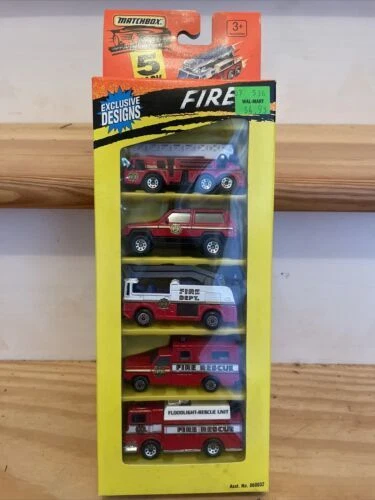 MATCHBOX
3+
5
EXCLUSIVE
DESIGNS
FIRE
WAL-MART
FIRE
DEPT.
FIRE RESCUE
FLOODLIGHT-RESCUE UNIT
FIRE RESCUE
Asst. No. 060032